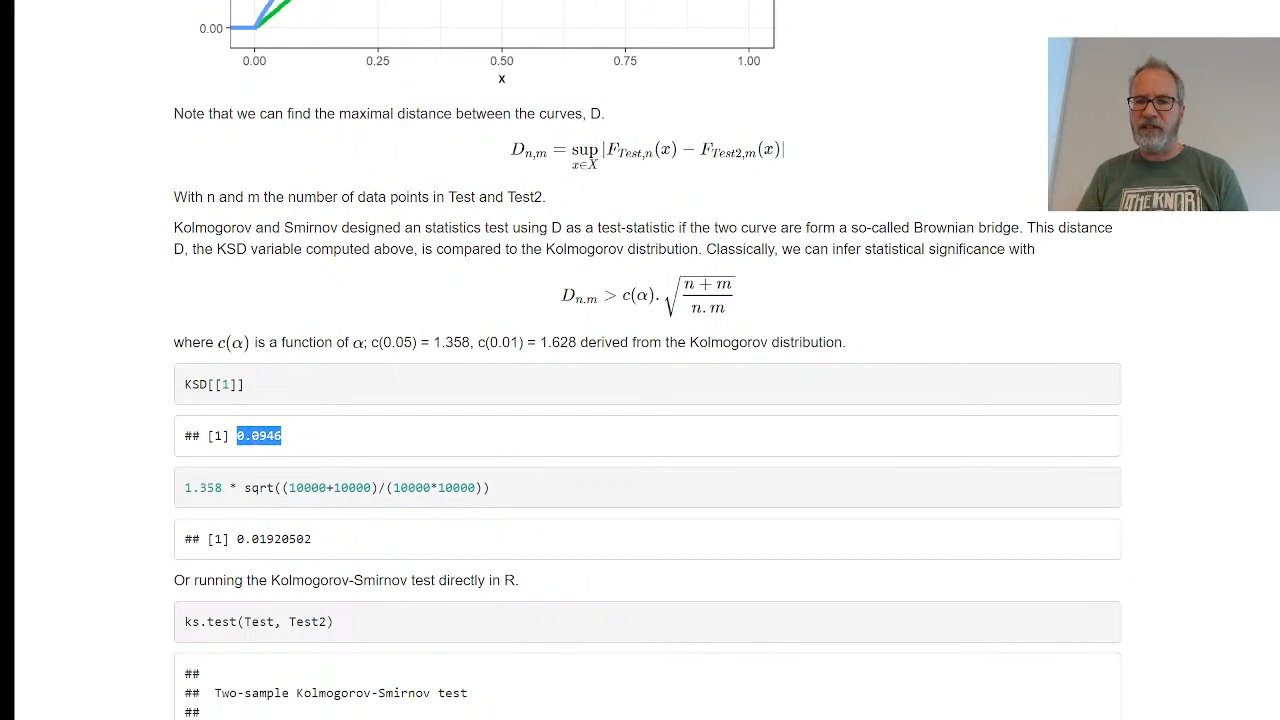 0.00
0.00 0.25 0.50 0.75 1.00
x
Note that we can find the maximal distance between the curves, D.
D_{n,m} = sup_{x∈X} |F_{Test,n}(x) − F_{Test2,m}(x)|
With n and m the number of data points in Test and Test2.
Kolmogorov and Smirnov designed an statistics test using D as a test-statistic if the two curve are form a so-called Brownian bridge. This distance
D, the KSD variable computed above, is compared to the Kolmogorov distribution. Classically, we can infer statistical significance with
D_{n.m} > c(α). √((n + m)/(n. m))
where c(α) is a function of α; c(0.05) = 1.358, c(0.01) = 1.628 derived from the Kolmogorov distribution.
KSD[[1]]
## [1] 0.0946
1.358 * sqrt((10000+10000)/(10000*10000))
## [1] 0.01920502
Or running the Kolmogorov-Smirnov test directly in R.
ks.test(Test, Test2)
##
## Two-sample Kolmogorov-Smirnov test
##
THE KNOB